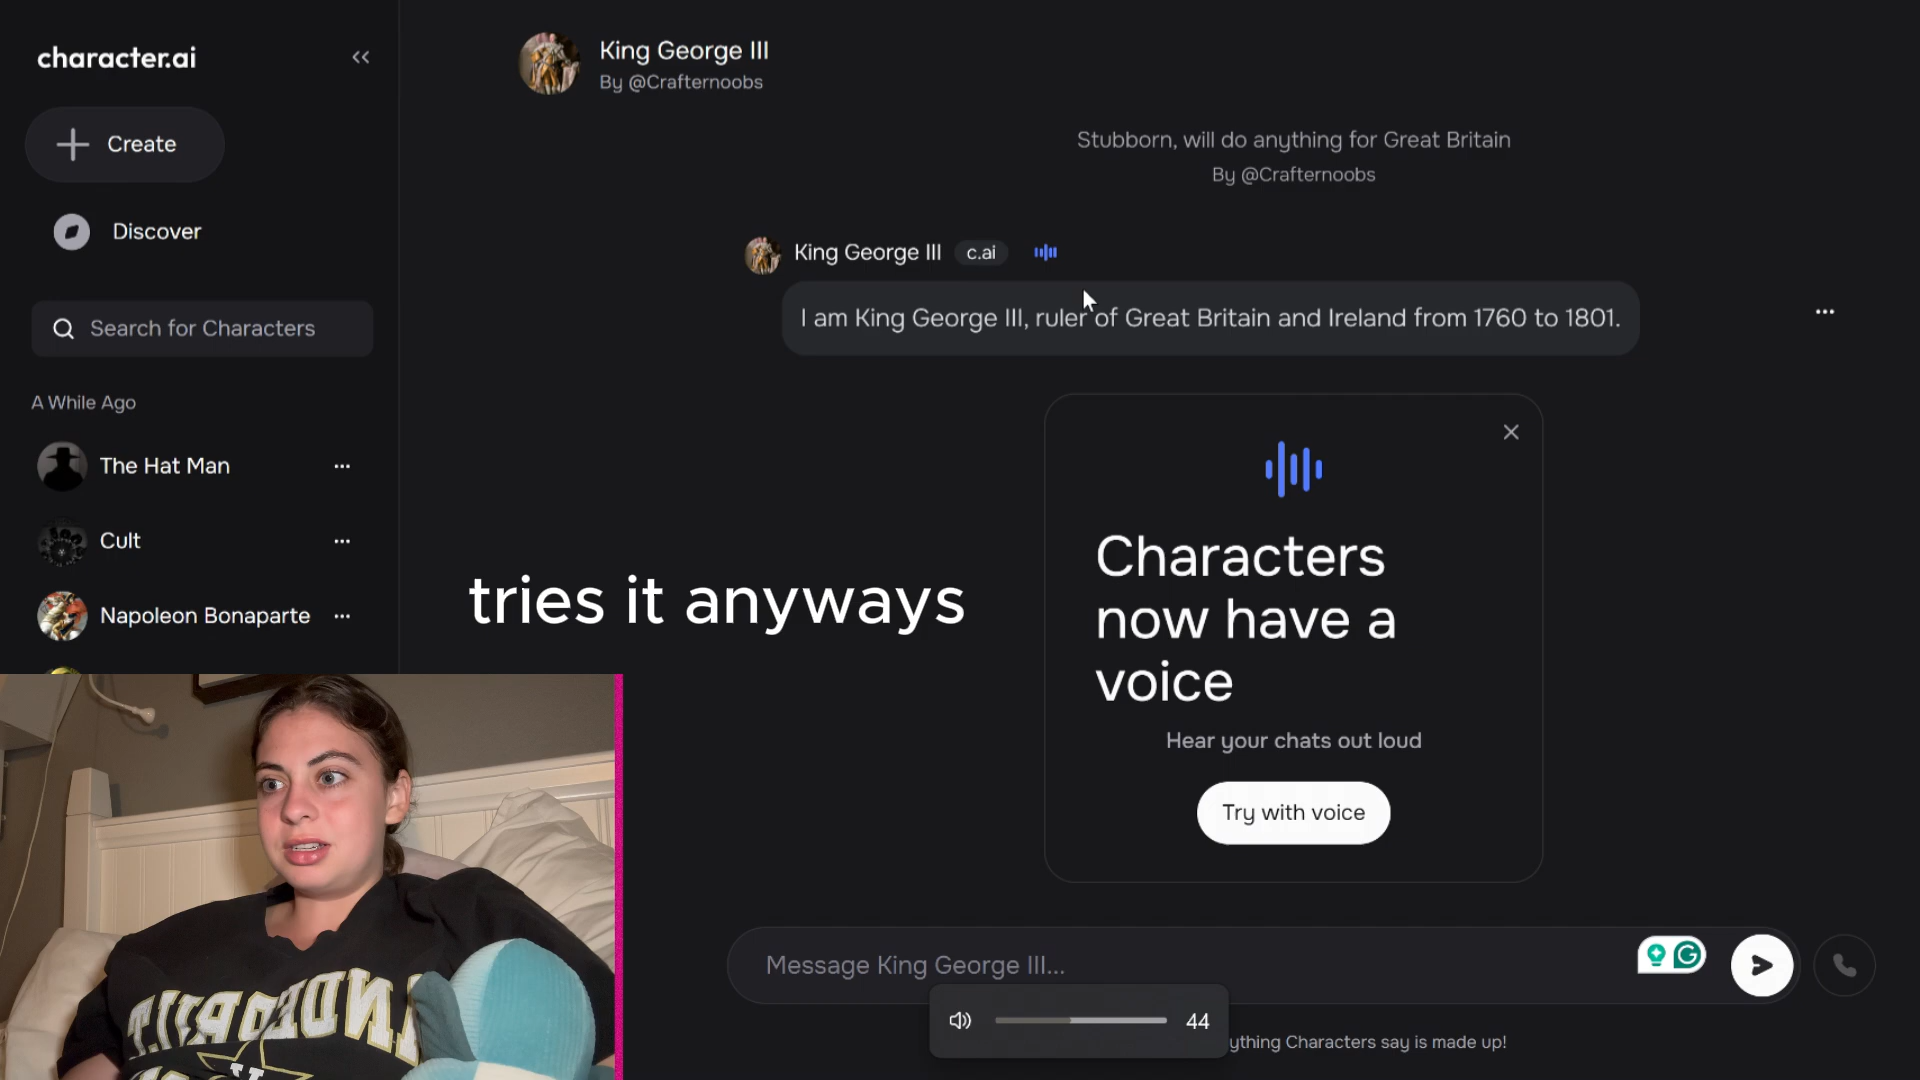 character.ai
King George III
By @Crafternoobs
Create
Stubborn, will do anything for Great Britain
By @Crafternoobs
Discover
King George III
c.ai
I am King George III, ruler of Great Britain and Ireland from 1760 to 1801.
Search for Characters
A While Ago
The Hat Man
Cult
Napoleon Bonaparte
tries it anyways
Characters
now have a
voice
Hear your chats out loud
Try with voice
Message King George III...
44
ything Characters say is made up!